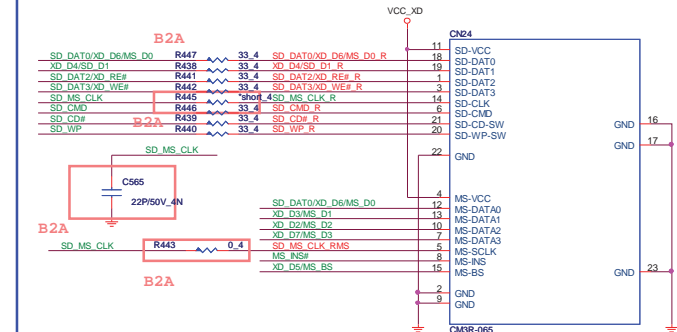 VCC_XD
B2A
CN24
SD_DAT0/XD_D6/MS_D0 R447 33_4 SD_DAT0/XD_D6/MS_D0_R 11 SD-VCC
XD_D4/SD_D1 R438 33_4 XD_D4/SD_D1_R 18 SD-DAT0
SD_DAT2/XD_RE# R441 33_4 SD_DAT2/XD_RE#_R 19 SD-DAT1
SD_DAT3/XD_WE# R442 33_4 SD_DAT3/XD_WE#_R 1 SD-DAT2
SD_MS_CLK R445 *short_4 SD_MS_CLK_R 3 SD-DAT3
SD_CMD R446 33_4 SD_CMD_R 14 SD-CLK
SD_CD# B2A R439 33_4 SD_CD#_R 6 SD-CMD
SD_WP R440 33_4 SD_WP_R 21 SD-CD-SW
20 SD-WP-SW
GND 16
GND 17
SD_MS_CLK 22 GND
C565
22P/50V_4N
4 MS-VCC
SD_DAT0/XD_D6/MS_D0 12 MS-DATA0
XD_D3/MS_D1 13 MS-DATA1
XD_D2/MS_D2 10 MS-DATA2
B2A XD_D7/MS_D3 7 MS-DATA3
SD_MS_CLK R443 0_4 SD_MS_CLK_RMS 5 MS-SCLK
MS_INS# 8 MS-INS
XD_D5/MS_BS 15 MS-BS
GND 23
B2A
2 GND
9 GND
CM3R-065